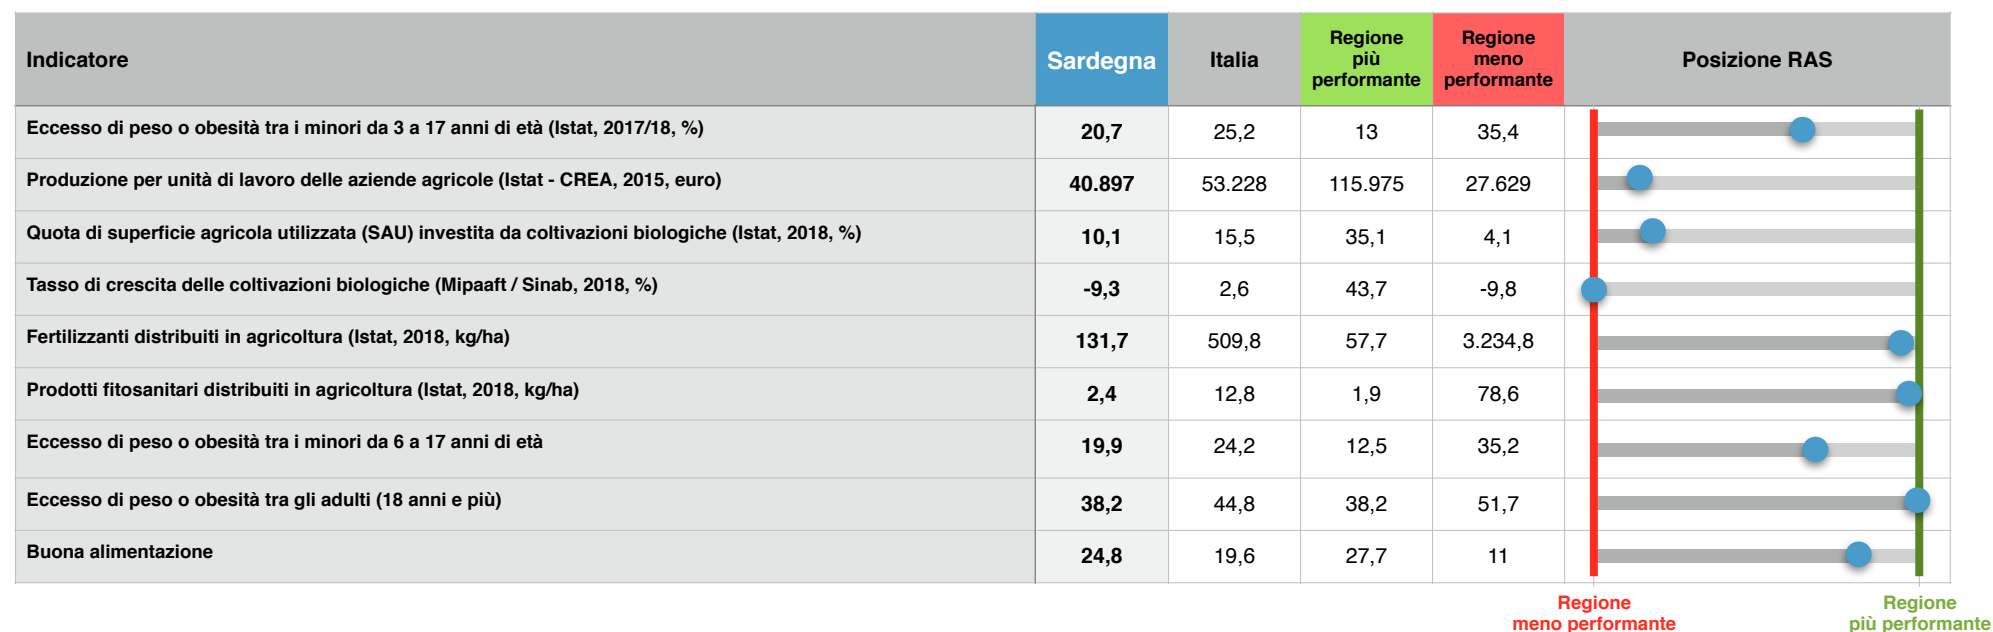 Indicatore Sardegna Italia Regione più performante Regione meno performante Posizione RAS
Eccesso di peso o obesità tra i minori da 3 a 17 anni di età (Istat, 2017/18, %) 20,7 25,2 13 35,4
Produzione per unità di lavoro delle aziende agricole (Istat - CREA, 2015, euro) 40.897 53.228 115.975 27.629
Quota di superficie agricola utilizzata (SAU) investita da coltivazioni biologiche (Istat, 2018, %) 10,1 15,5 35,1 4,1
Tasso di crescita delle coltivazioni biologiche (Mipaaft / Sinab, 2018, %) -9,3 2,6 43,7 -9,8
Fertilizzanti distribuiti in agricoltura (Istat, 2018, kg/ha) 131,7 509,8 57,7 3.234,8
Prodotti fitosanitari distribuiti in agricoltura (Istat, 2018, kg/ha) 2,4 12,8 1,9 78,6
Eccesso di peso o obesità tra i minori da 6 a 17 anni di età 19,9 24,2 12,5 35,2
Eccesso di peso o obesità tra gli adulti (18 anni e più) 38,2 44,8 38,2 51,7
Buona alimentazione 24,8 19,6 27,7 11
Regione meno performante Regione più performante